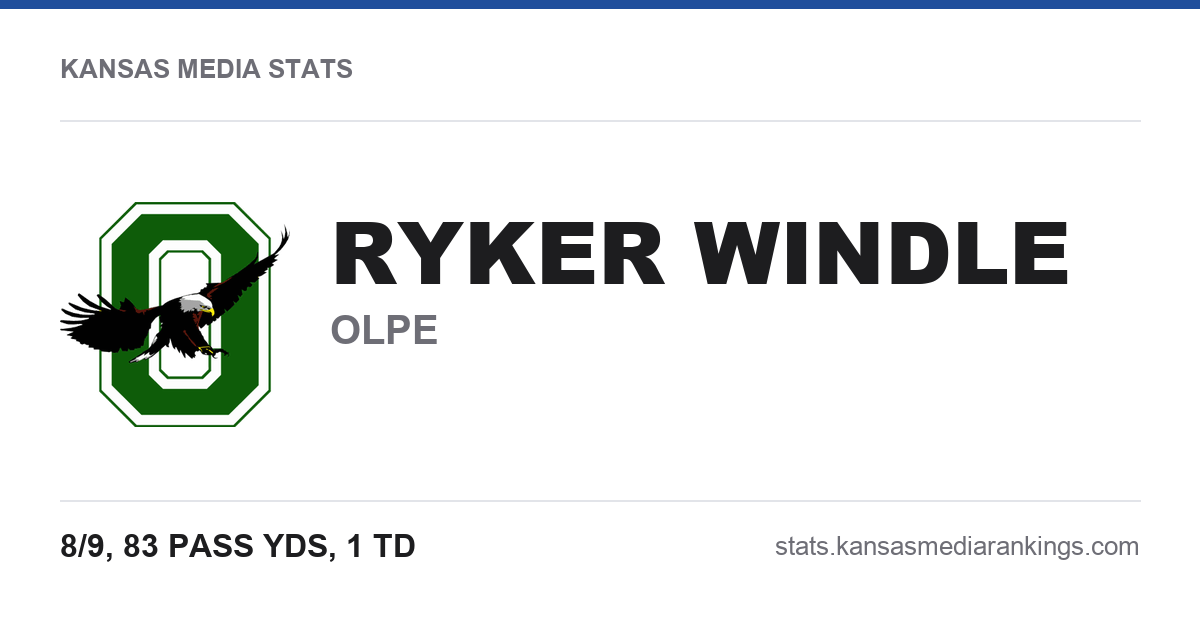 KANSAS MEDIA STATS
RYKER WINDLE
OLPE
8/9, 83 PASS YDS, 1 TD
stats.kansasmediarankings.com